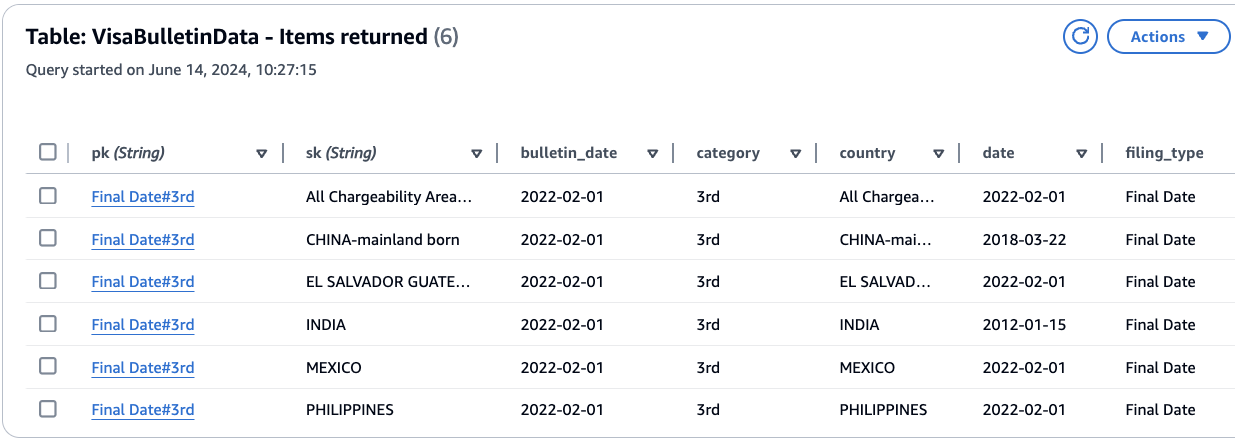 Table: VisaBulletinData - Items returned (6)
Actions
Query started on June 14, 2024, 10:27:15
pk (String) sk (String) bulletin_date category country date filing_type
Final Date#3rd All Chargeability Area… 2022-02-01 3rd All Chargea… 2022-02-01 Final Date
Final Date#3rd CHINA-mainland born 2022-02-01 3rd CHINA-mai… 2018-03-22 Final Date
Final Date#3rd EL SALVADOR GUATE… 2022-02-01 3rd EL SALVAD… 2022-02-01 Final Date
Final Date#3rd INDIA 2022-02-01 3rd INDIA 2012-01-15 Final Date
Final Date#3rd MEXICO 2022-02-01 3rd MEXICO 2022-02-01 Final Date
Final Date#3rd PHILIPPINES 2022-02-01 3rd PHILIPPINES 2022-02-01 Final Date